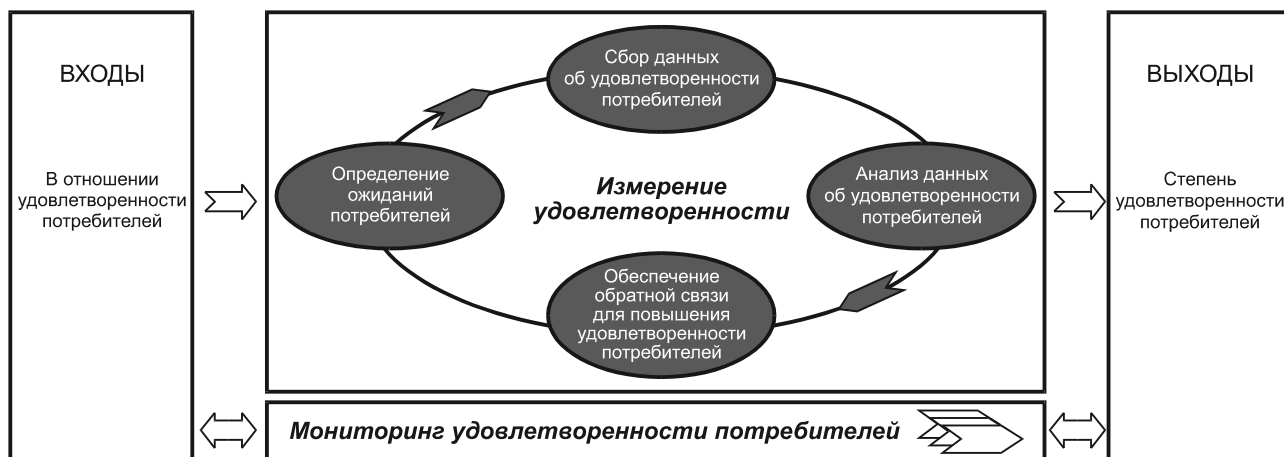 ВХОДЫ
В отношении
удовлетворенности
потребителей
Сбор данных
об удовлетворенности
потребителей
Определение
ожиданий
потребителей
Измерение
удовлетворенности
Анализ данных
об удовлетворенности
потребителей
Обеспечение
обратной связи
для повышения
удовлетворенности
потребителей
ВЫХОДЫ
Степень
удовлетворенности
потребителей
Мониторинг удовлетворенности потребителей